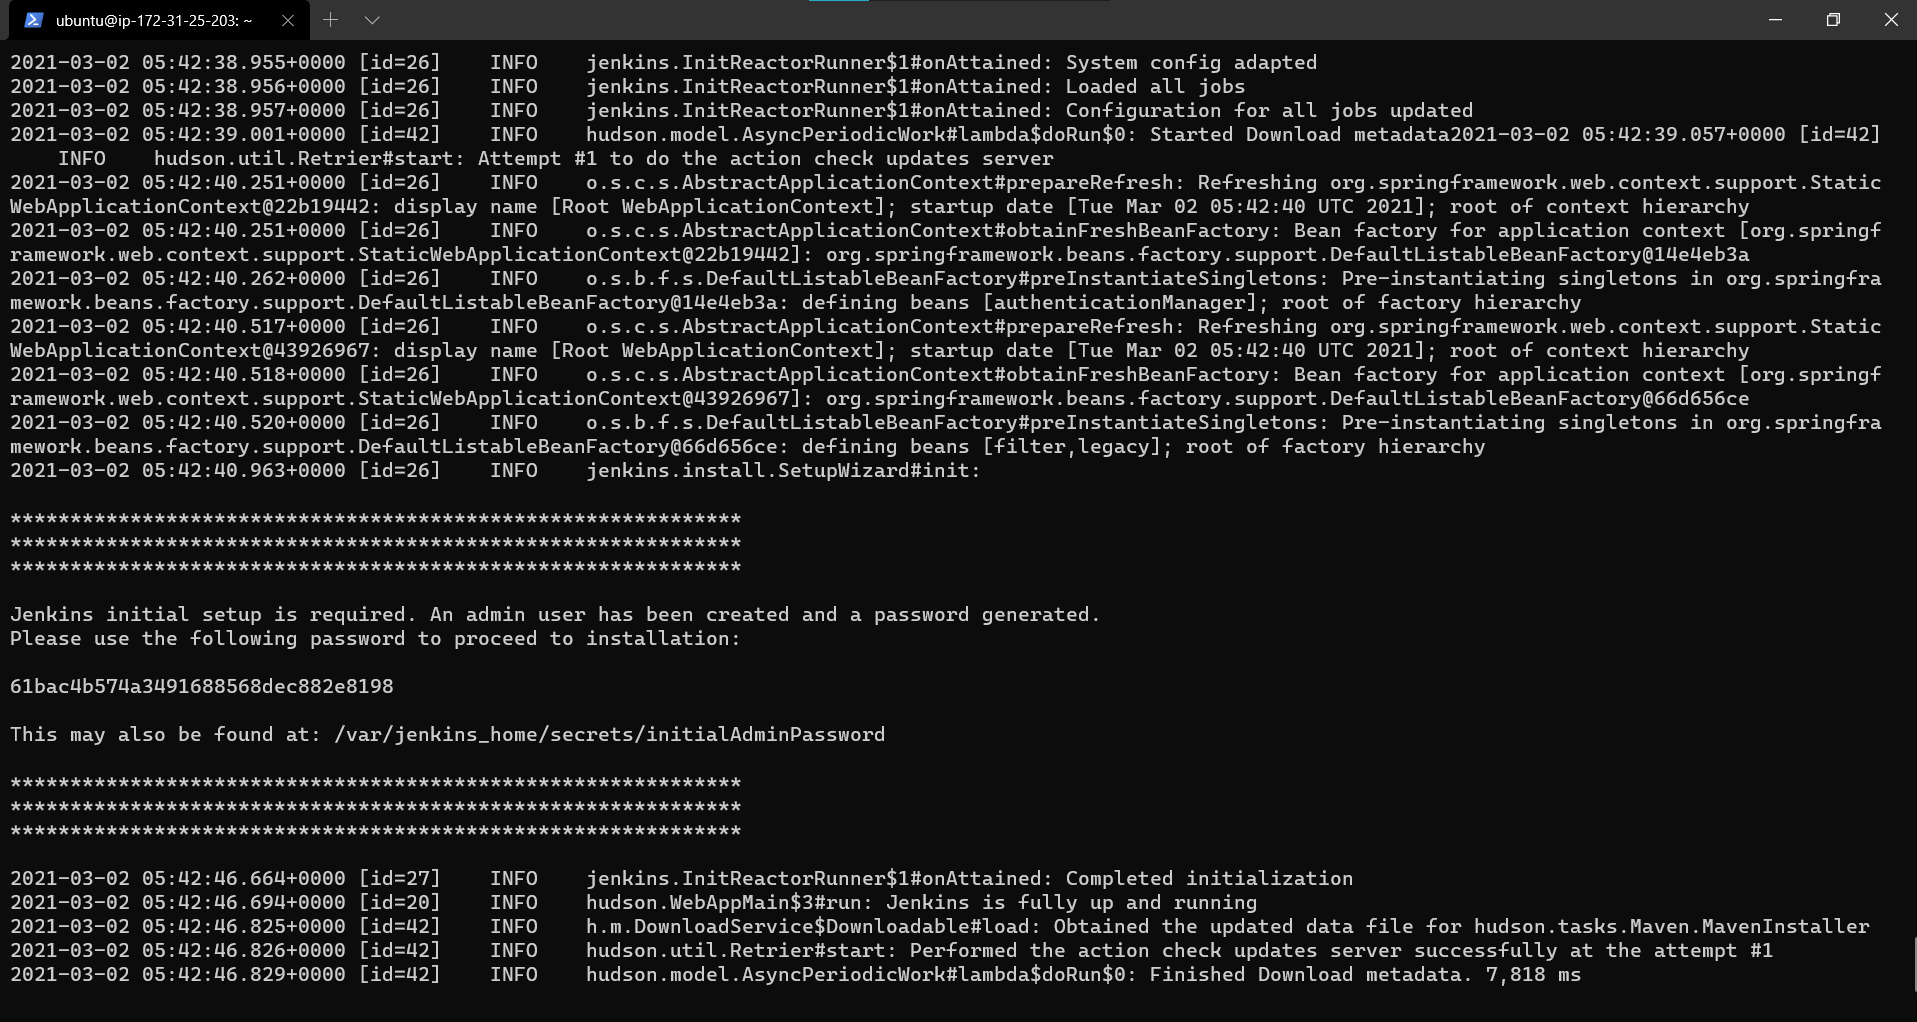 ubuntu@ip-172-31-25-203: ~
2021-03-02 05:42:38.955+0000 [id=26]    INFO    jenkins.InitReactorRunner$1#onAttained: System config adapted
2021-03-02 05:42:38.956+0000 [id=26]    INFO    jenkins.InitReactorRunner$1#onAttained: Loaded all jobs
2021-03-02 05:42:38.957+0000 [id=26]    INFO    jenkins.InitReactorRunner$1#onAttained: Configuration for all jobs updated
2021-03-02 05:42:39.001+0000 [id=42]    INFO    hudson.model.AsyncPeriodicWork#lambda$doRun$0: Started Download metadata2021-03-02 05:42:39.057+0000 [id=42]
    INFO    hudson.util.Retrier#start: Attempt #1 to do the action check updates server
2021-03-02 05:42:40.251+0000 [id=26]    INFO    o.s.c.s.AbstractApplicationContext#prepareRefresh: Refreshing org.springframework.web.context.support.Static
WebApplicationContext@22b19442: display name [Root WebApplicationContext]; startup date [Tue Mar 02 05:42:40 UTC 2021]; root of context hierarchy
2021-03-02 05:42:40.251+0000 [id=26]    INFO    o.s.c.s.AbstractApplicationContext#obtainFreshBeanFactory: Bean factory for application context [org.springf
ramework.web.context.support.StaticWebApplicationContext@22b19442]: org.springframework.beans.factory.support.DefaultListableBeanFactory@14e4eb3a
2021-03-02 05:42:40.262+0000 [id=26]    INFO    o.s.b.f.s.DefaultListableBeanFactory#preInstantiateSingletons: Pre-instantiating singletons in org.springfra
mework.beans.factory.support.DefaultListableBeanFactory@14e4eb3a: defining beans [authenticationManager]; root of factory hierarchy
2021-03-02 05:42:40.517+0000 [id=26]    INFO    o.s.c.s.AbstractApplicationContext#prepareRefresh: Refreshing org.springframework.web.context.support.Static
WebApplicationContext@43926967: display name [Root WebApplicationContext]; startup date [Tue Mar 02 05:42:40 UTC 2021]; root of context hierarchy
2021-03-02 05:42:40.518+0000 [id=26]    INFO    o.s.c.s.AbstractApplicationContext#obtainFreshBeanFactory: Bean factory for application context [org.springf
ramework.web.context.support.StaticWebApplicationContext@43926967]: org.springframework.beans.factory.support.DefaultListableBeanFactory@66d656ce
2021-03-02 05:42:40.520+0000 [id=26]    INFO    o.s.b.f.s.DefaultListableBeanFactory#preInstantiateSingletons: Pre-instantiating singletons in org.springfra
mework.beans.factory.support.DefaultListableBeanFactory@66d656ce: defining beans [filter,legacy]; root of factory hierarchy
2021-03-02 05:42:40.963+0000 [id=26]    INFO    jenkins.install.SetupWizard#init:
*************************************************************
*************************************************************
*************************************************************
Jenkins initial setup is required. An admin user has been created and a password generated.
Please use the following password to proceed to installation:
61bac4b574a3491688568dec882e8198
This may also be found at: /var/jenkins_home/secrets/initialAdminPassword
*************************************************************
*************************************************************
*************************************************************
2021-03-02 05:42:46.664+0000 [id=27]    INFO    jenkins.InitReactorRunner$1#onAttained: Completed initialization
2021-03-02 05:42:46.694+0000 [id=20]    INFO    hudson.WebAppMain$3#run: Jenkins is fully up and running
2021-03-02 05:42:46.825+0000 [id=42]    INFO    h.m.DownloadService$Downloadable#load: Obtained the updated data file for hudson.tasks.Maven.MavenInstaller
2021-03-02 05:42:46.826+0000 [id=42]    INFO    hudson.util.Retrier#start: Performed the action check updates server successfully at the attempt #1
2021-03-02 05:42:46.829+0000 [id=42]    INFO    hudson.model.AsyncPeriodicWork#lambda$doRun$0: Finished Download metadata. 7,818 ms